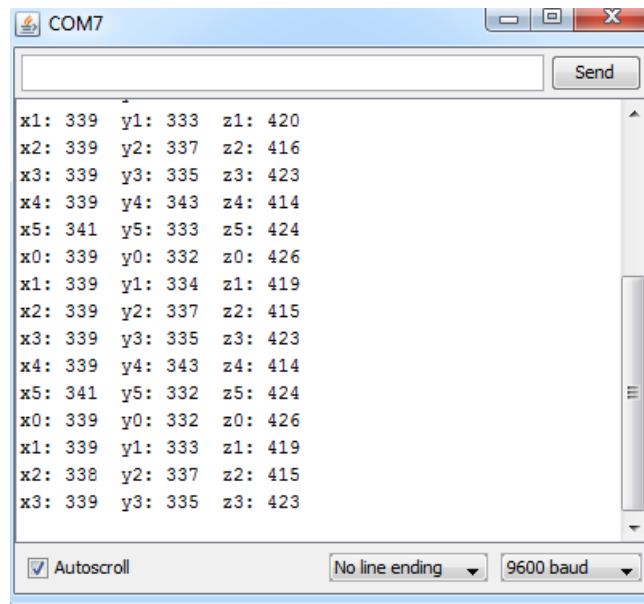 COM7
Send
x1: 339 y1: 333 z1: 420
x2: 339 y2: 337 z2: 416
x3: 339 y3: 335 z3: 423
x4: 339 y4: 343 z4: 414
x5: 341 y5: 333 z5: 424
x0: 339 y0: 332 z0: 426
x1: 339 y1: 334 z1: 419
x2: 339 y2: 337 z2: 415
x3: 339 y3: 335 z3: 423
x4: 339 y4: 343 z4: 414
x5: 341 y5: 332 z5: 424
x0: 339 y0: 332 z0: 426
x1: 339 y1: 333 z1: 419
x2: 338 y2: 337 z2: 415
x3: 339 y3: 335 z3: 423
Autoscroll No line ending 9600 baud